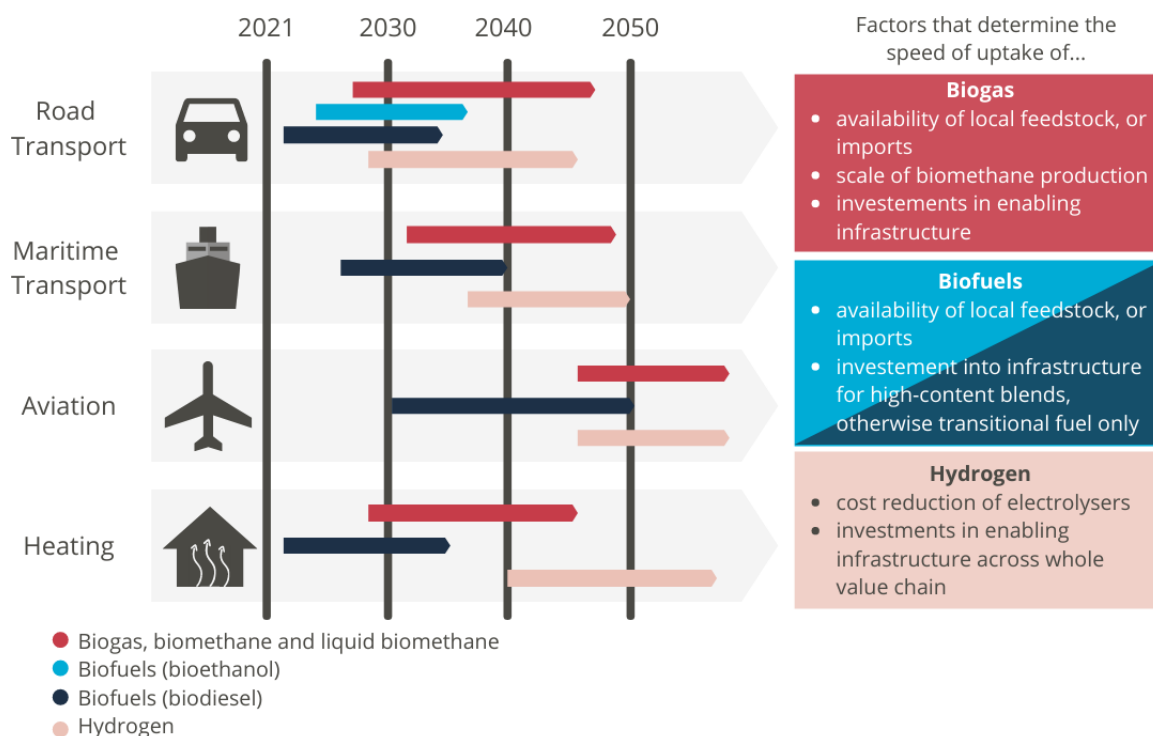 2021 2030 2040 2050
Factors that determine the
speed of uptake of...
Road
Transport
Maritime
Transport
Aviation
Heating
Biogas
• availability of local feedstock, or
imports
• scale of biomethane production
• investements in enabling
infrastructure
Biofuels
• availability of local feedstock, or
imports
• investement into infrastructure
for high-content blends,
otherwise transitional fuel only
Hydrogen
• cost reduction of electrolysers
• investments in enabling
infrastructure across whole
value chain
Biogas, biomethane and liquid biomethane
Biofuels (bioethanol)
Biofuels (biodiesel)
Hydrogen